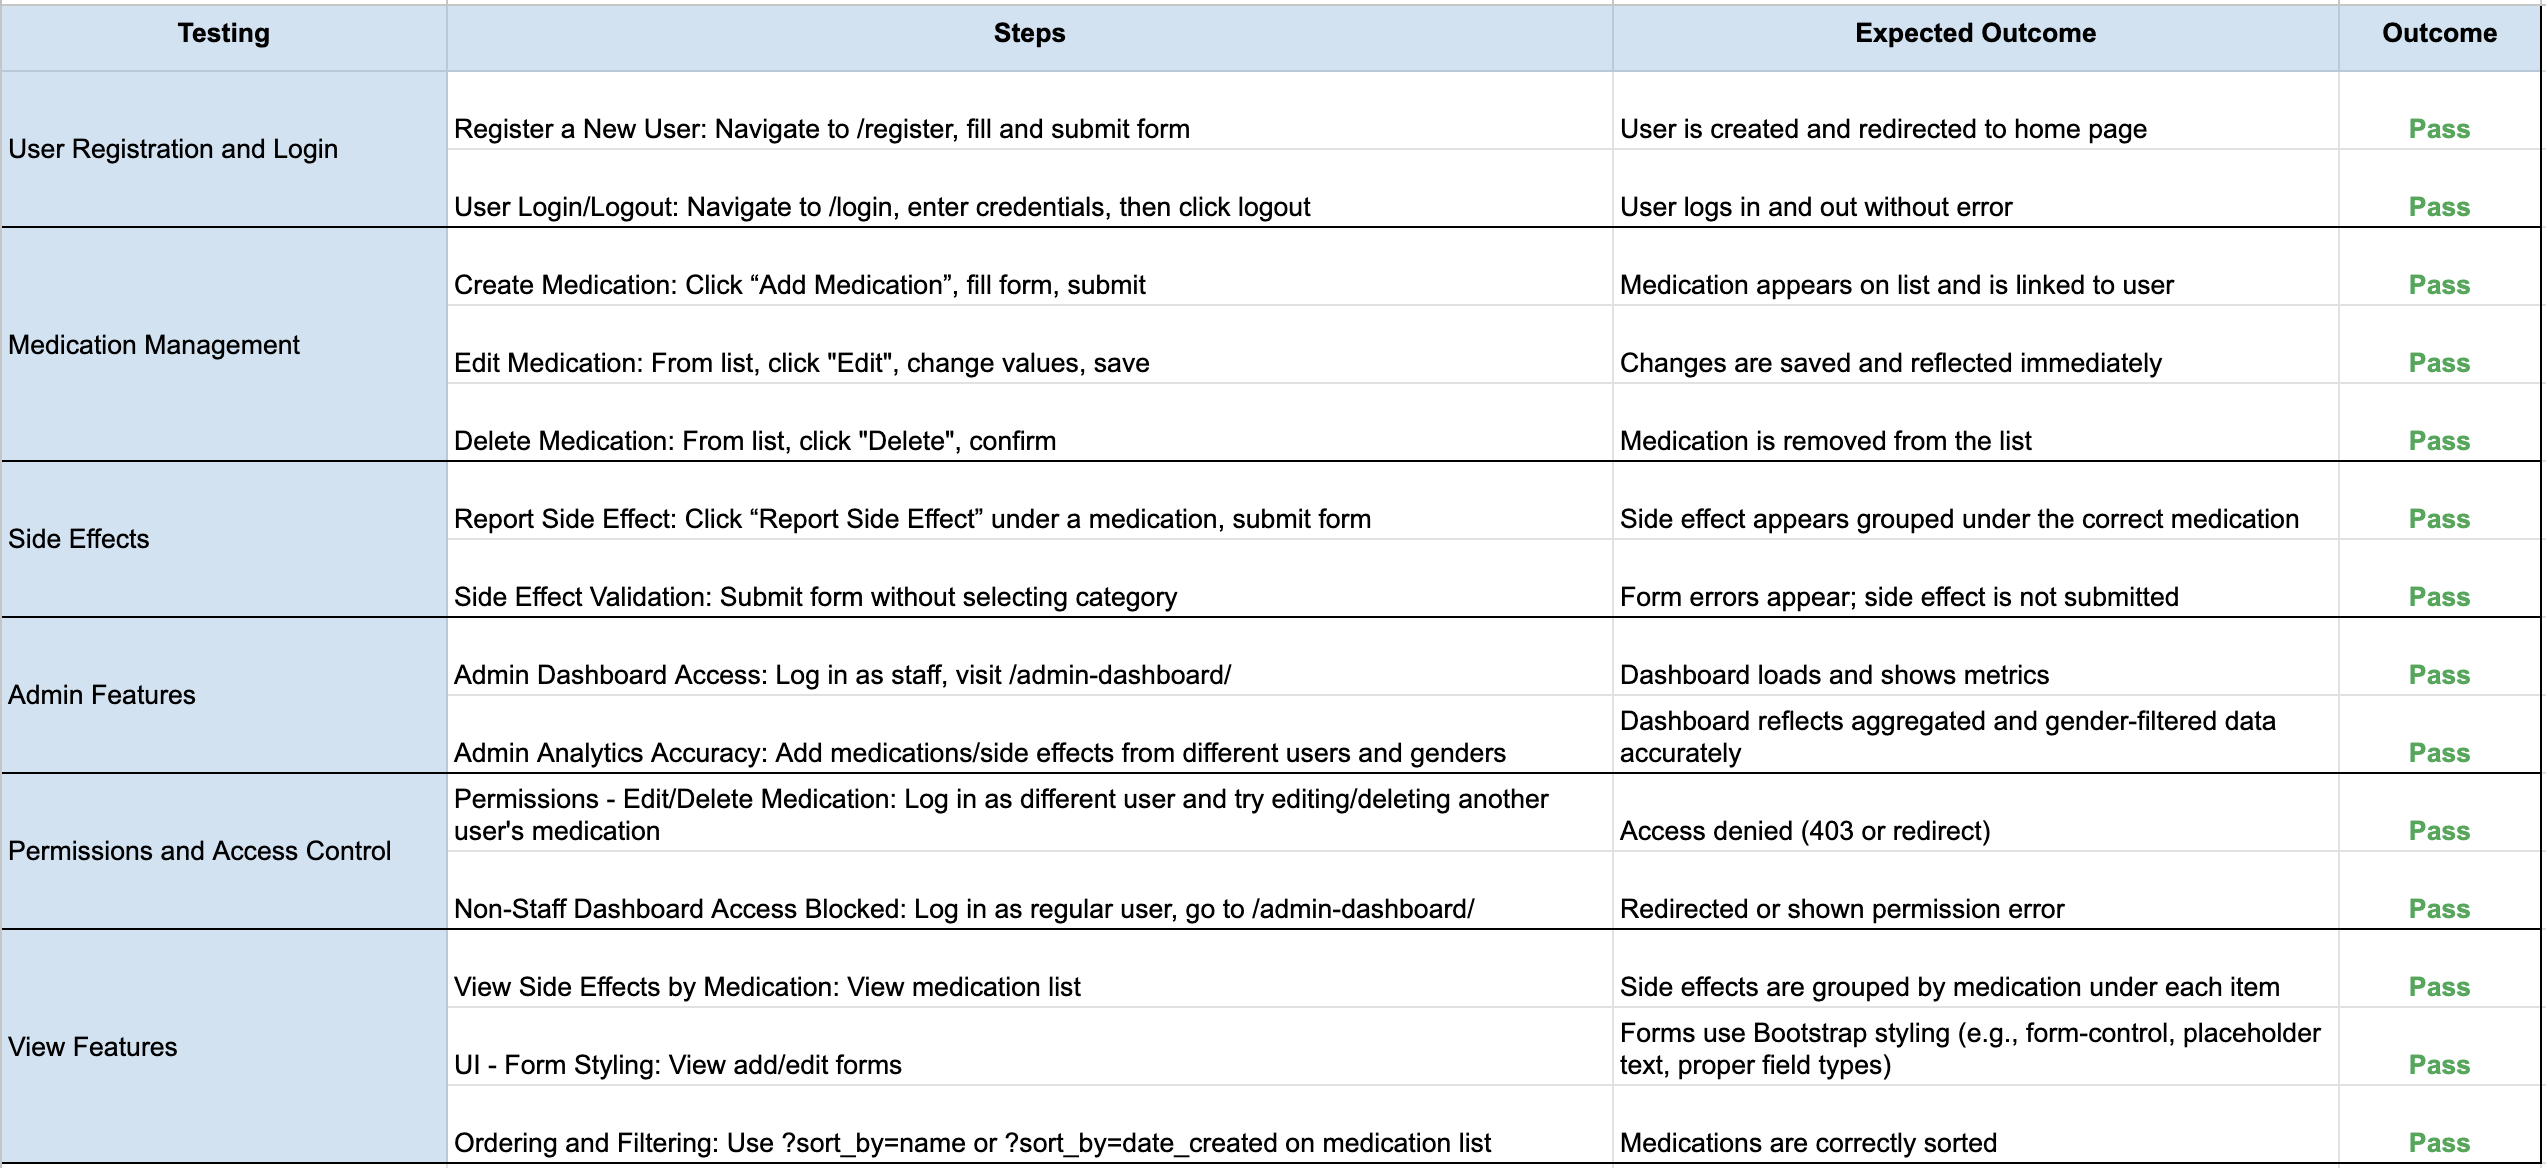 Testing Steps Expected Outcome Outcome
User Registration and Login
Register a New User: Navigate to /register, fill and submit form User is created and redirected to home page Pass
User Login/Logout: Navigate to /login, enter credentials, then click logout User logs in and out without error Pass
Medication Management
Create Medication: Click “Add Medication”, fill form, submit Medication appears on list and is linked to user Pass
Edit Medication: From list, click "Edit", change values, save Changes are saved and reflected immediately Pass
Delete Medication: From list, click "Delete", confirm Medication is removed from the list Pass
Side Effects
Report Side Effect: Click “Report Side Effect” under a medication, submit form Side effect appears grouped under the correct medication Pass
Side Effect Validation: Submit form without selecting category Form errors appear; side effect is not submitted Pass
Admin Features
Admin Dashboard Access: Log in as staff, visit /admin-dashboard/ Dashboard loads and shows metrics Pass
Admin Analytics Accuracy: Add medications/side effects from different users and genders
Dashboard reflects aggregated and gender-filtered data
accurately
Pass
Permissions and Access Control
Permissions - Edit/Delete Medication: Log in as different user and try editing/deleting another
user's medication
Access denied (403 or redirect) Pass
Non-Staff Dashboard Access Blocked: Log in as regular user, go to /admin-dashboard/ Redirected or shown permission error Pass
View Features
View Side Effects by Medication: View medication list Side effects are grouped by medication under each item Pass
UI - Form Styling: View add/edit forms
Forms use Bootstrap styling (e.g., form-control, placeholder
text, proper field types)
Pass
Ordering and Filtering: Use ?sort_by=name or ?sort_by=date_created on medication list Medications are correctly sorted Pass